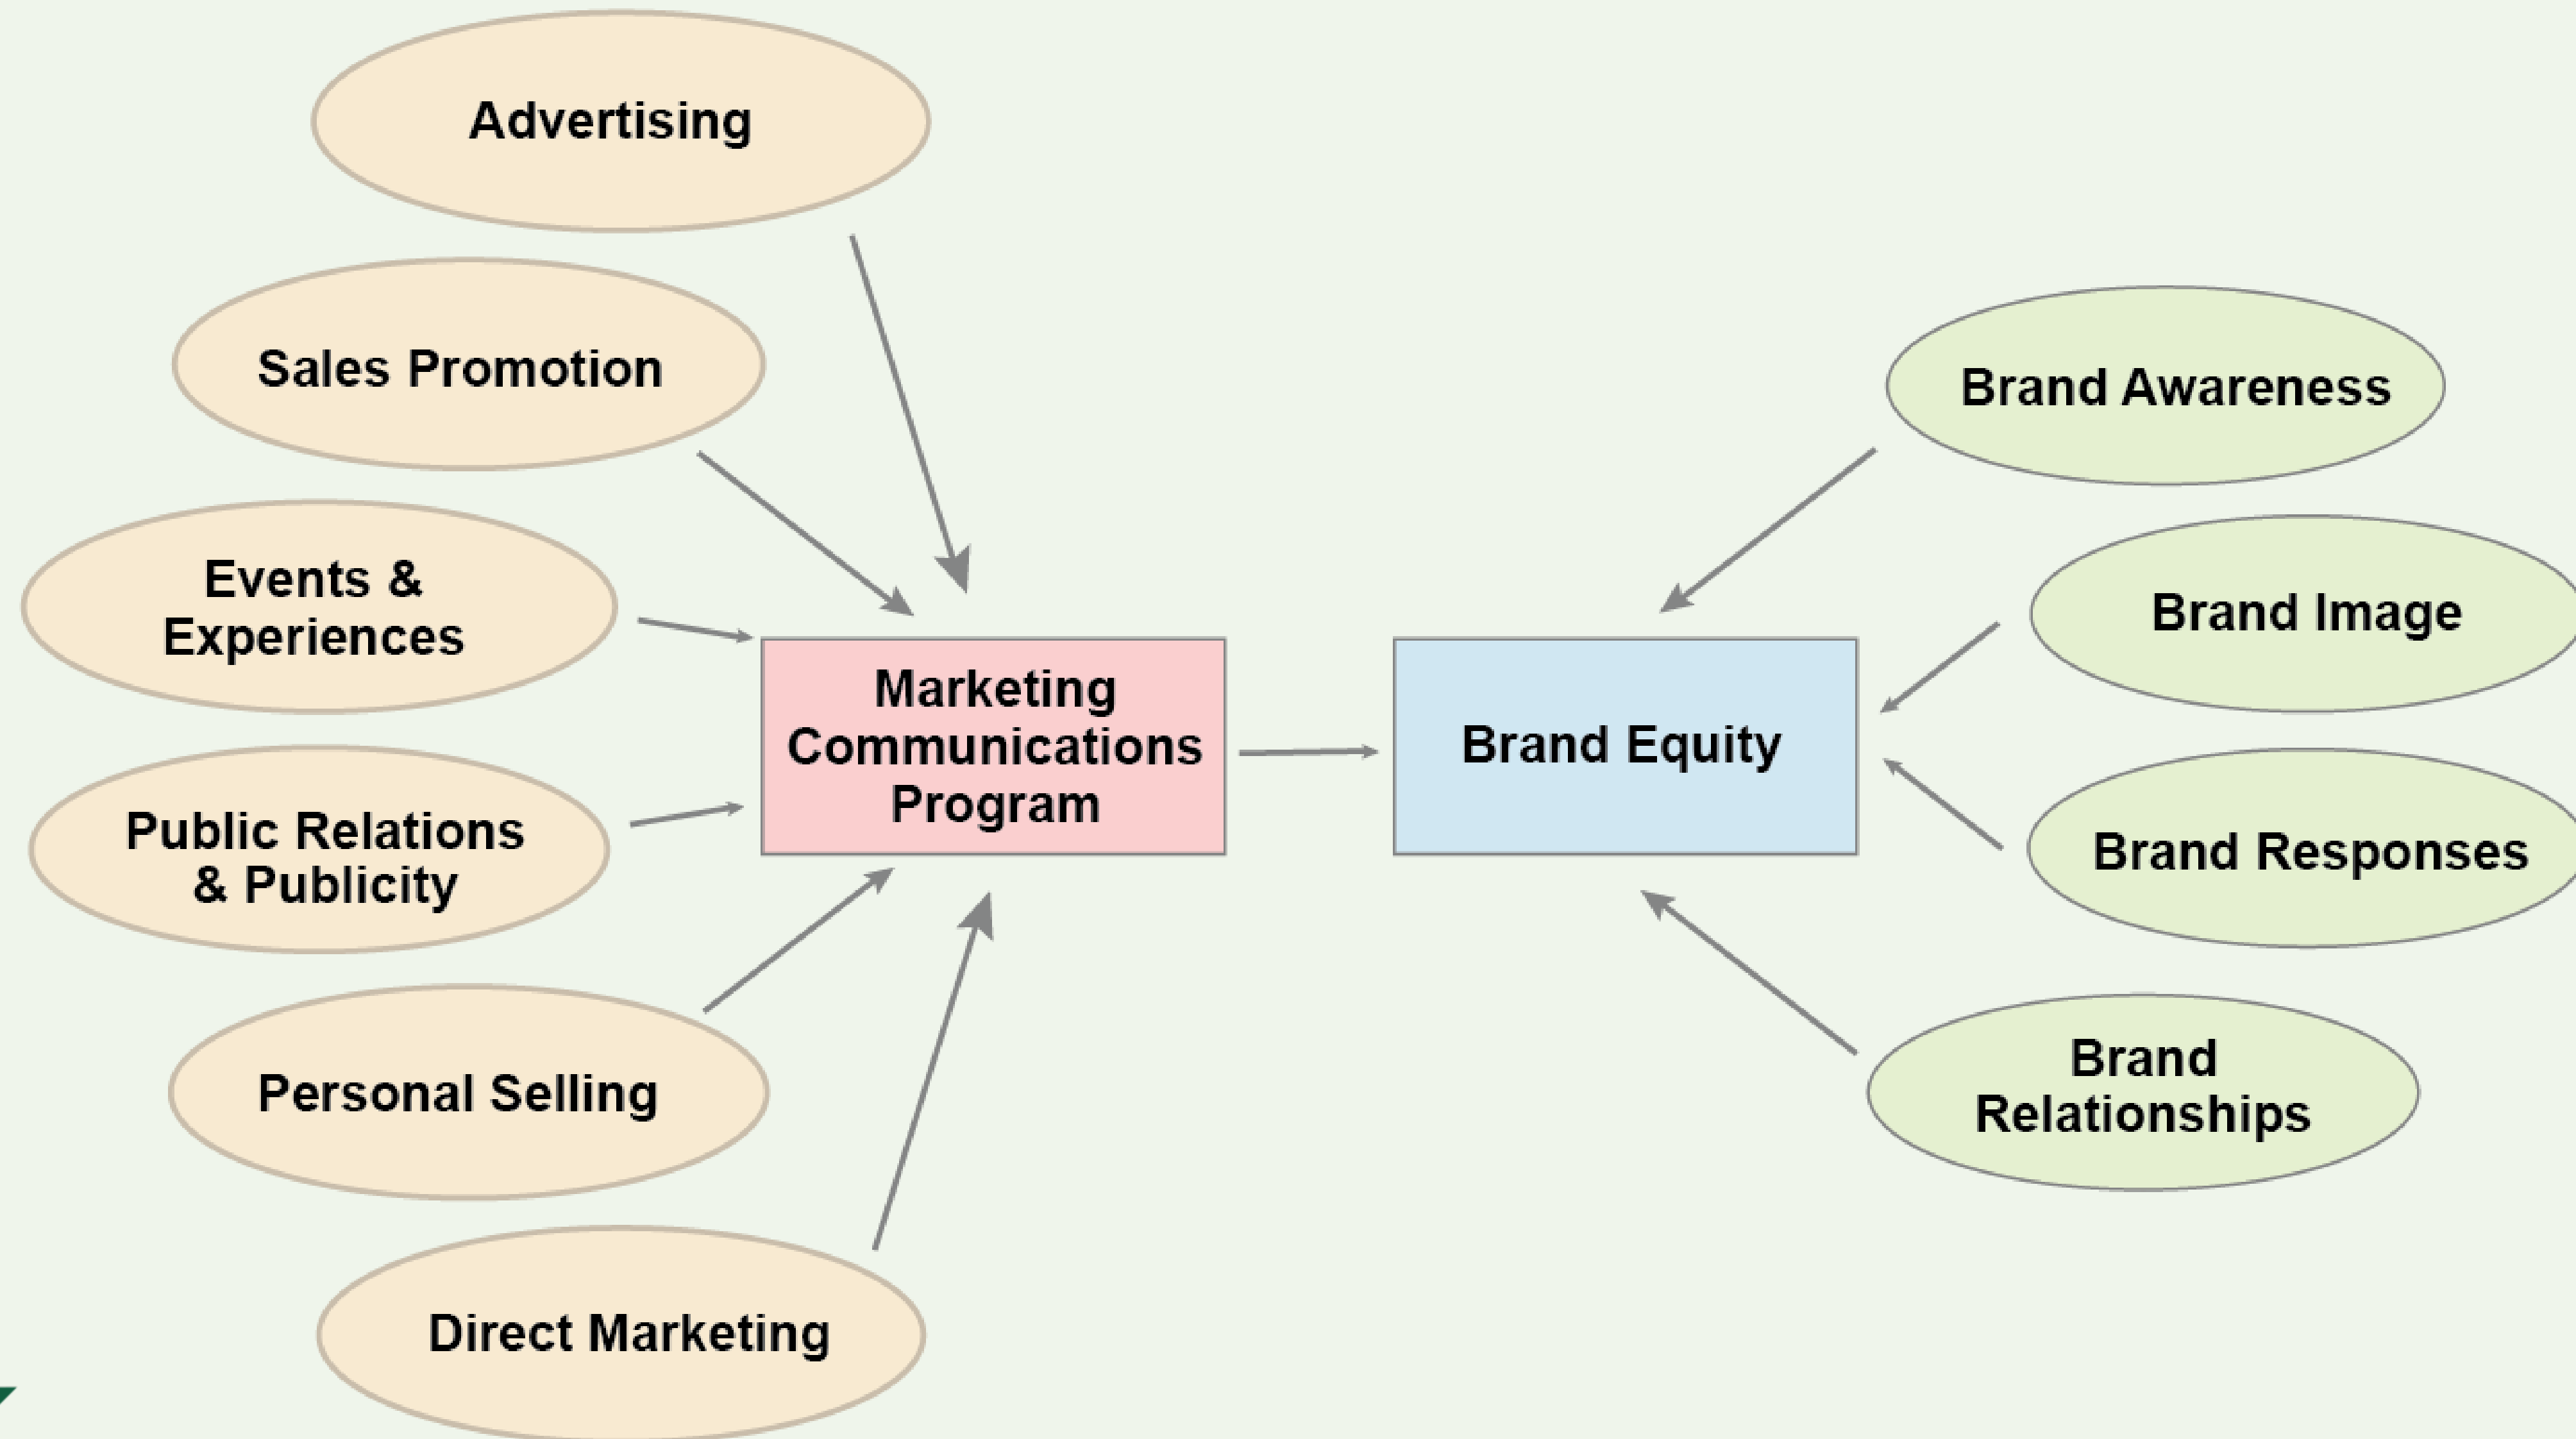 Advertising
Sales Promotion
Events &
Experiences
Public Relations
& Publicity
Personal Selling
Direct Marketing
Marketing
Communications
Program
Brand Equity
Brand Awareness
Brand Image
Brand Responses
Brand
Relationships